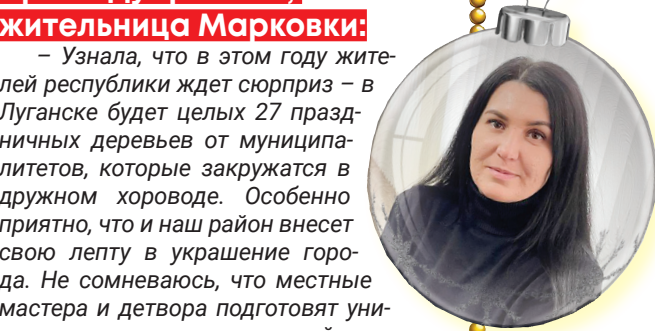 жительница Марковки:
– Узнала, что в этом году жите-
лей республики ждет сюрприз – в
Луганске будет целых 27 празд-
ничных деревьев от муниципа-
литетов, которые закружатся в
дружном хороводе. Особенно
приятно, что и наш район внесет
свою лепту в украшение горо-
да. Не сомневаюсь, что местные
мастера и детвора подготовят уни-